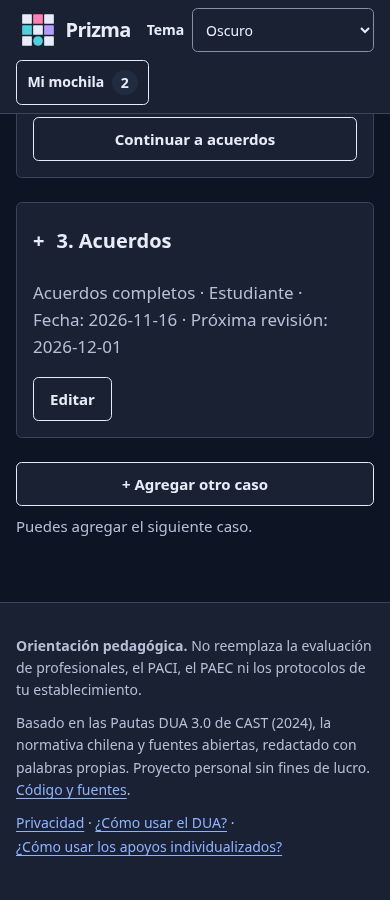 Prizma
Tema
Oscuro
Mi mochila 2
Continuar a acuerdos
+ 3. Acuerdos
Acuerdos completos · Estudiante ·
Fecha: 2026-11-16 · Próxima revisión:
2026-12-01
Editar
+ Agregar otro caso
Puedes agregar el siguiente caso.
Orientación pedagógica. No reemplaza la evaluación
de profesionales, el PACI, el PAEC ni los protocolos de
tu establecimiento.
Basado en las Pautas DUA 3.0 de CAST (2024), la
normativa chilena y fuentes abiertas, redactado con
palabras propias. Proyecto personal sin fines de lucro.
Código y fuentes.
Privacidad · ¿Cómo usar el DUA? ·
¿Cómo usar los apoyos individualizados?